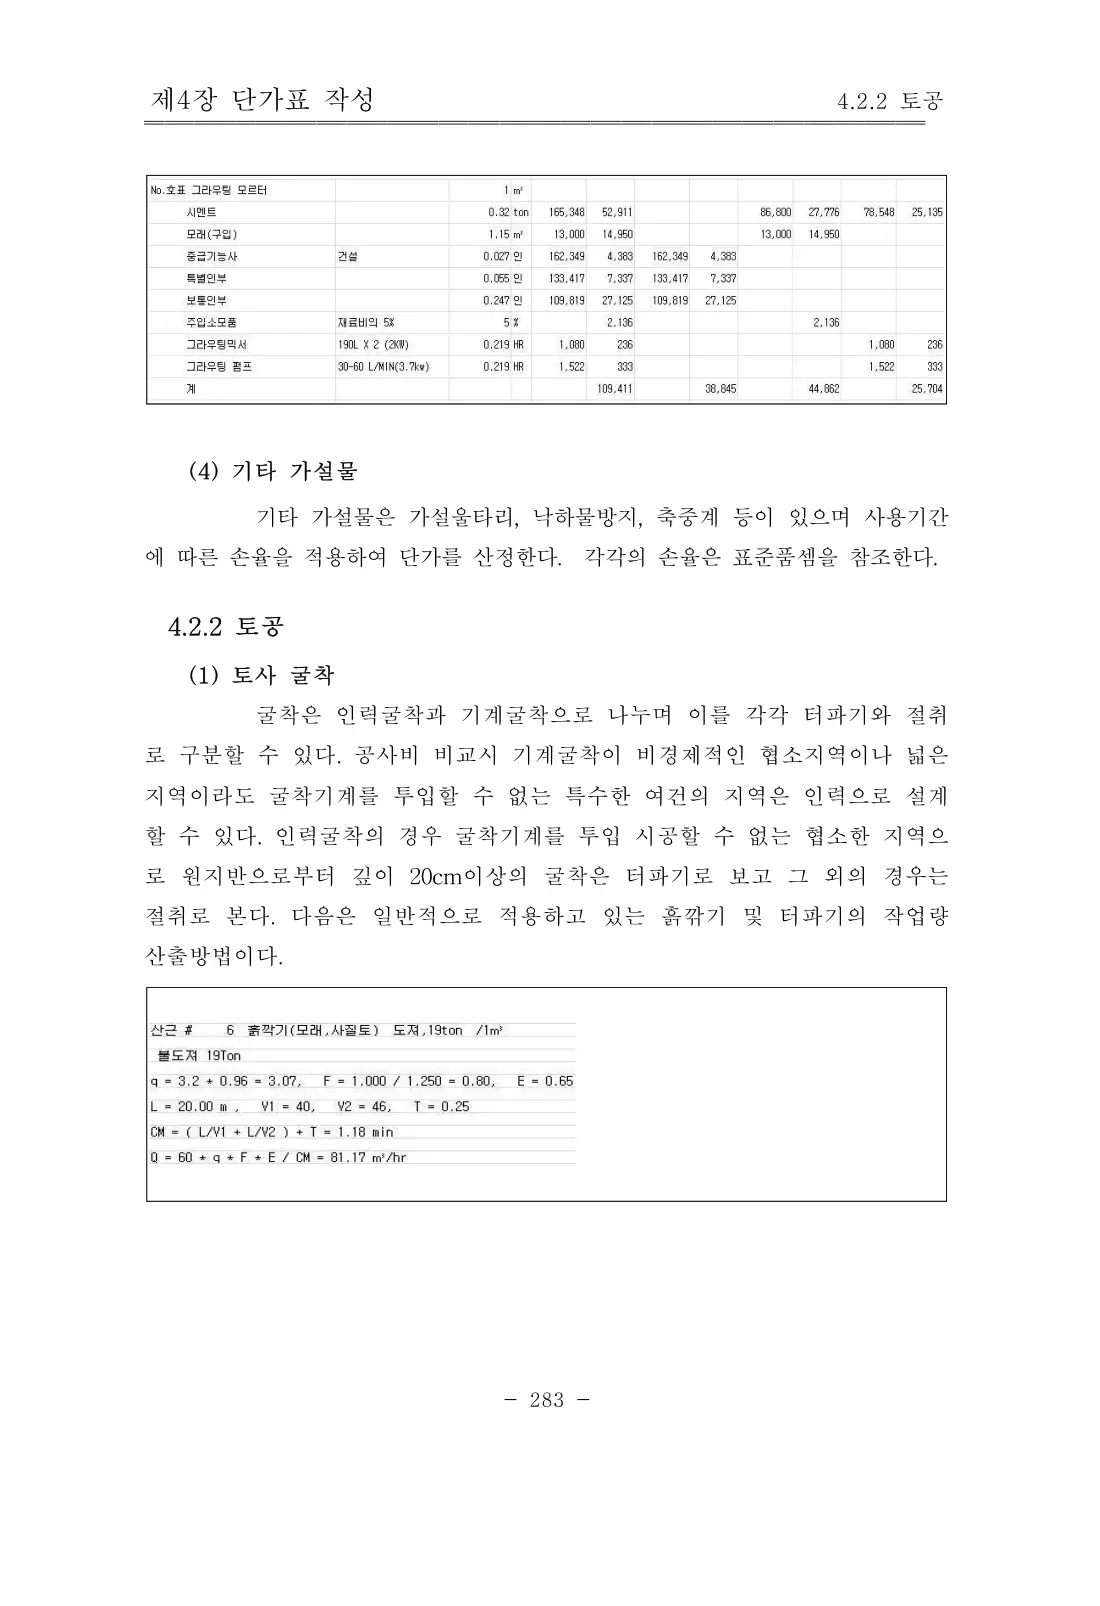 제4장 단가표 작성 4.2.2 토공
No.호표 그라우팅 모르터 1 m³
시멘트 0.32 ton 165,348 52,911 86,800 27,776 78,548 25,135
모래(구입) 1.15 m³ 13,000 14,950 13,000 14,950
중급기능사 건설 0.027 인 162,349 4,383 162,349 4,383
특별인부 0.055 인 133,417 7,337 133,417 7,337
보통인부 0.247 인 109,819 27,125 109,819 27,125
주입소모품 재료비의 5% 5 % 2,136 2,136
그라우팅믹서 190L X 2 (2KW) 0.219 HR 1,080 236 1,080 236
그라우팅 펌프 30-60 L/MIN(3.7kw) 0.219 HR 1,522 333 1,522 333
계 109,411 38,845 44,862 25,704
(4) 기타 가설물
기타 가설물은 가설울타리, 낙하물방지, 축중계 등이 있으며 사용기간
에 따른 손율을 적용하여 단가를 산정한다. 각각의 손율은 표준품셈을 참조한다.
4.2.2 토공
(1) 토사 굴착
굴착은 인력굴착과 기계굴착으로 나누며 이를 각각 터파기와 절취
로 구분할 수 있다. 공사비 비교시 기계굴착이 비경제적인 협소지역이나 넓은
지역이라도 굴착기계를 투입할 수 없는 특수한 여건의 지역은 인력으로 설계
할 수 있다. 인력굴착의 경우 굴착기계를 투입 시공할 수 없는 협소한 지역으
로 원지반으로부터 깊이 20cm이상의 굴착은 터파기로 보고 그 외의 경우는
절취로 본다. 다음은 일반적으로 적용하고 있는 흙깎기 및 터파기의 작업량
산출방법이다.
산근 # 6 흙깍기(모래,사질토) 도져,19ton /1m³
불도져 19Ton
q = 3.2 * 0.96 = 3.07, F = 1.000 / 1.250 = 0.80, E = 0.65
L = 20.00 m , V1 = 40, V2 = 46, T = 0.25
CM = ( L/V1 + L/V2 ) + T = 1.18 min
Q = 60 * q * F * E / CM = 81.17 m³/hr
- 283 -